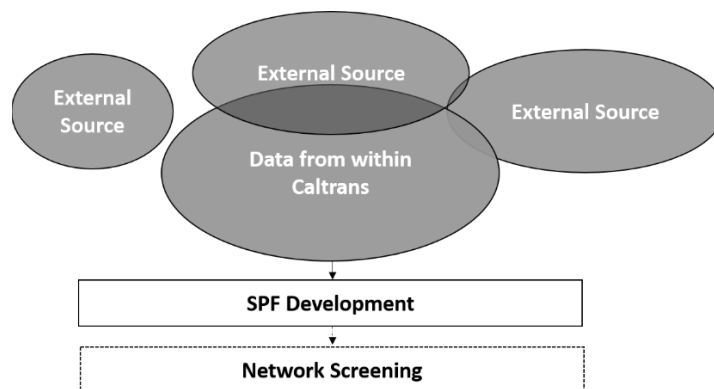 External Source
External
Source
External Source
Data from within
Caltrans
SPF Development
Network Screening